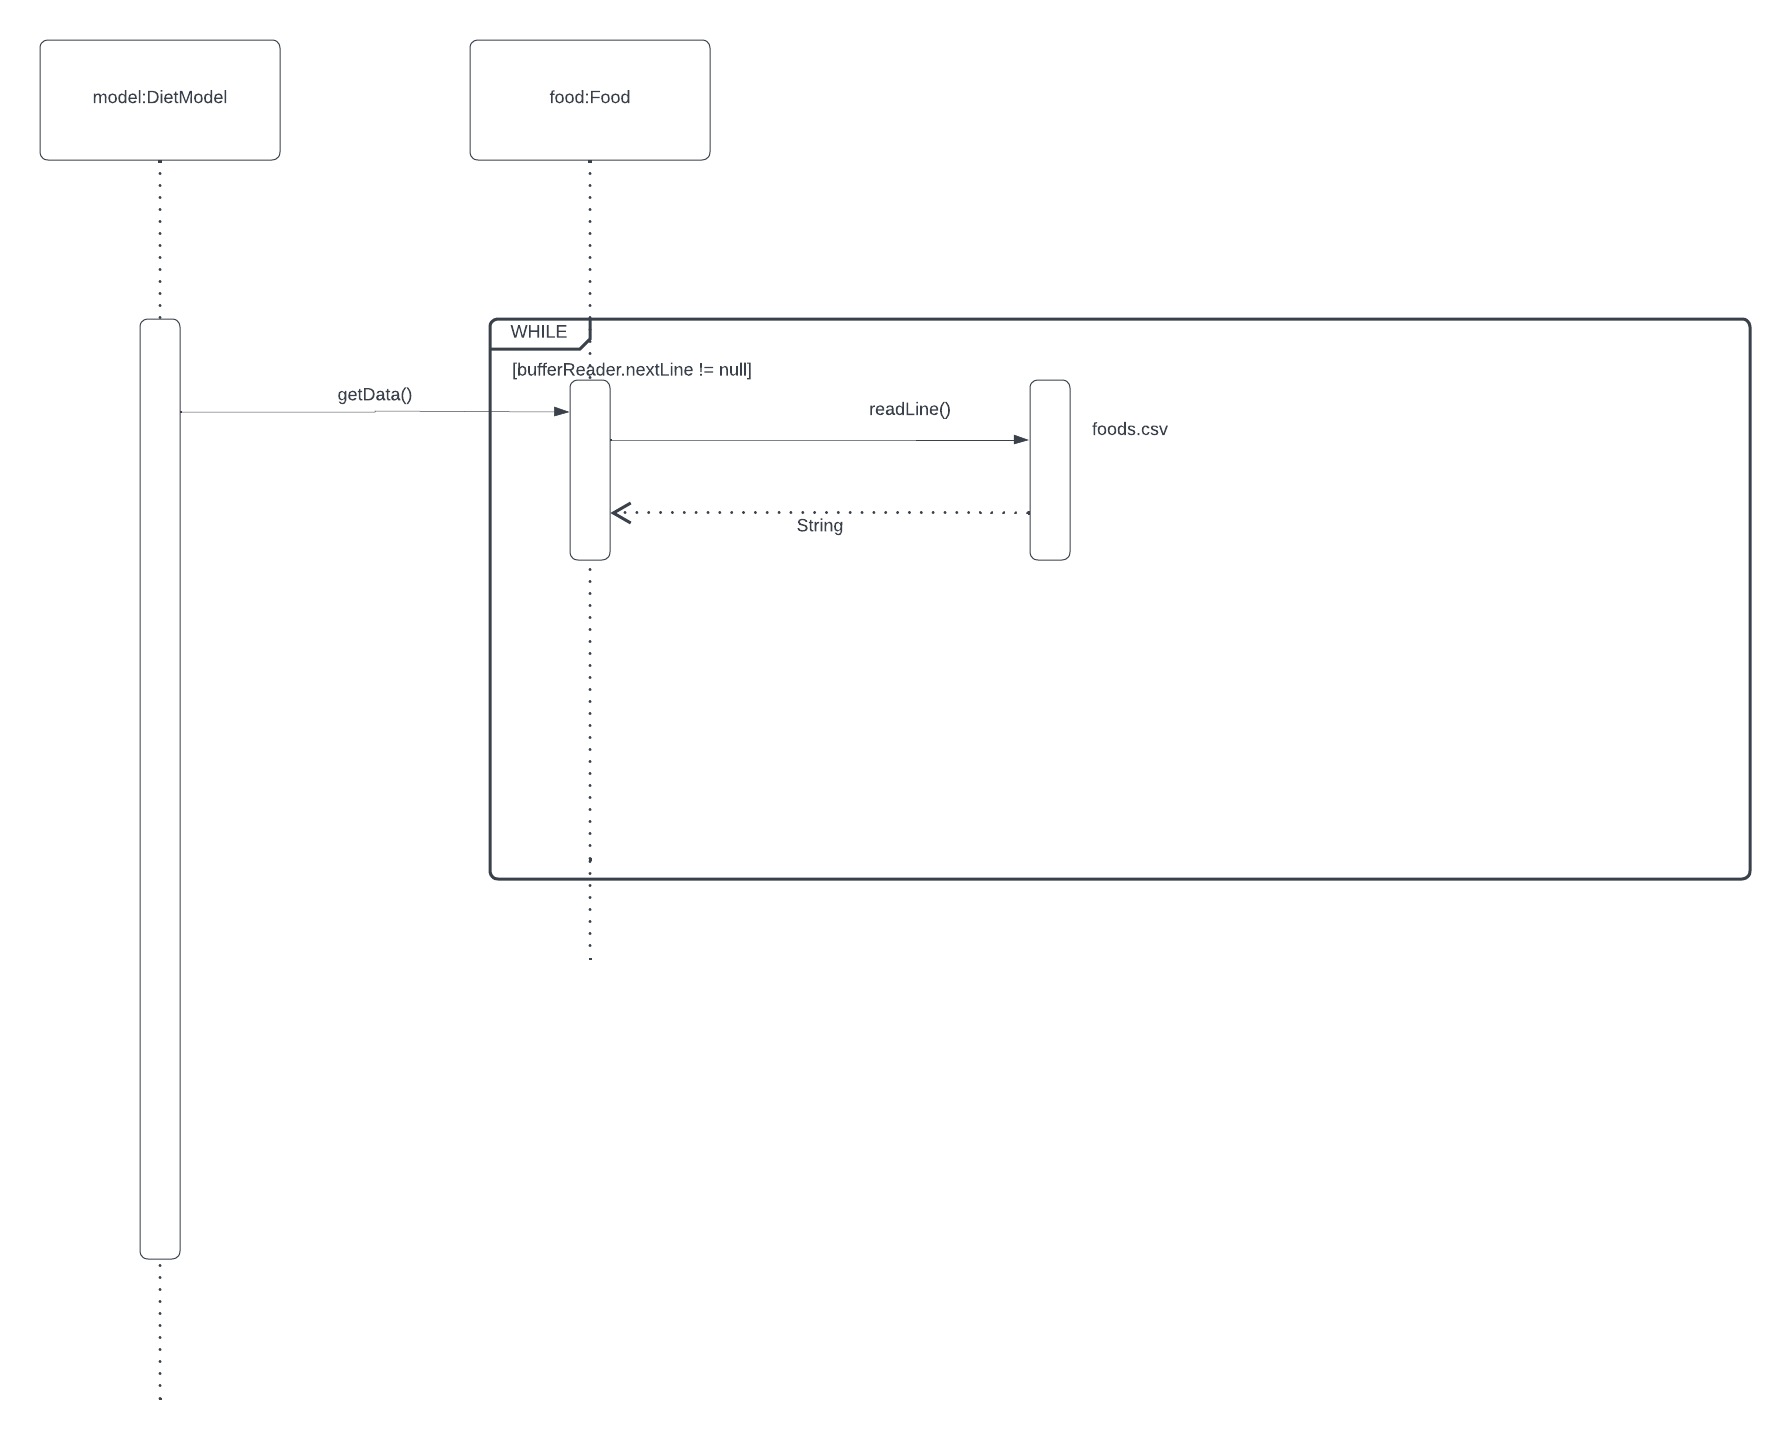 model:DietModel
food:Food
WHILE
[bufferReader.nextLine != null]
getData()
readLine()
foods.csv
String